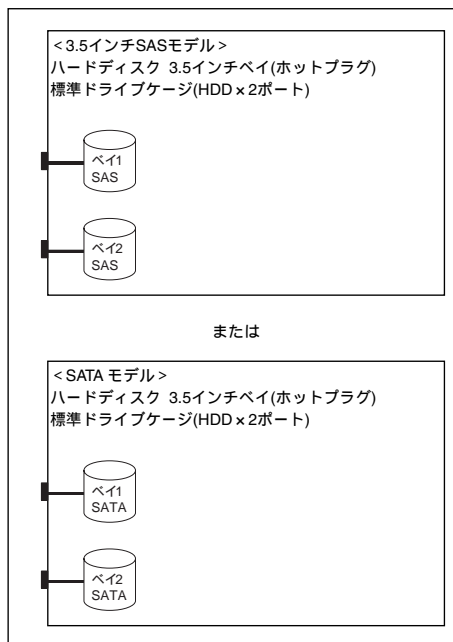 ＜3.5インチSASモデル＞
ハードディスク 3.5インチベイ(ホットプラグ)
標準ドライブケージ(HDD×2ポート)
ベイ1
SAS
ベイ2
SAS
または
＜SATA モデル＞
ハードディスク 3.5インチベイ(ホットプラグ)
標準ドライブケージ(HDD×2ポート)
ベイ1
SATA
ベイ2
SATA